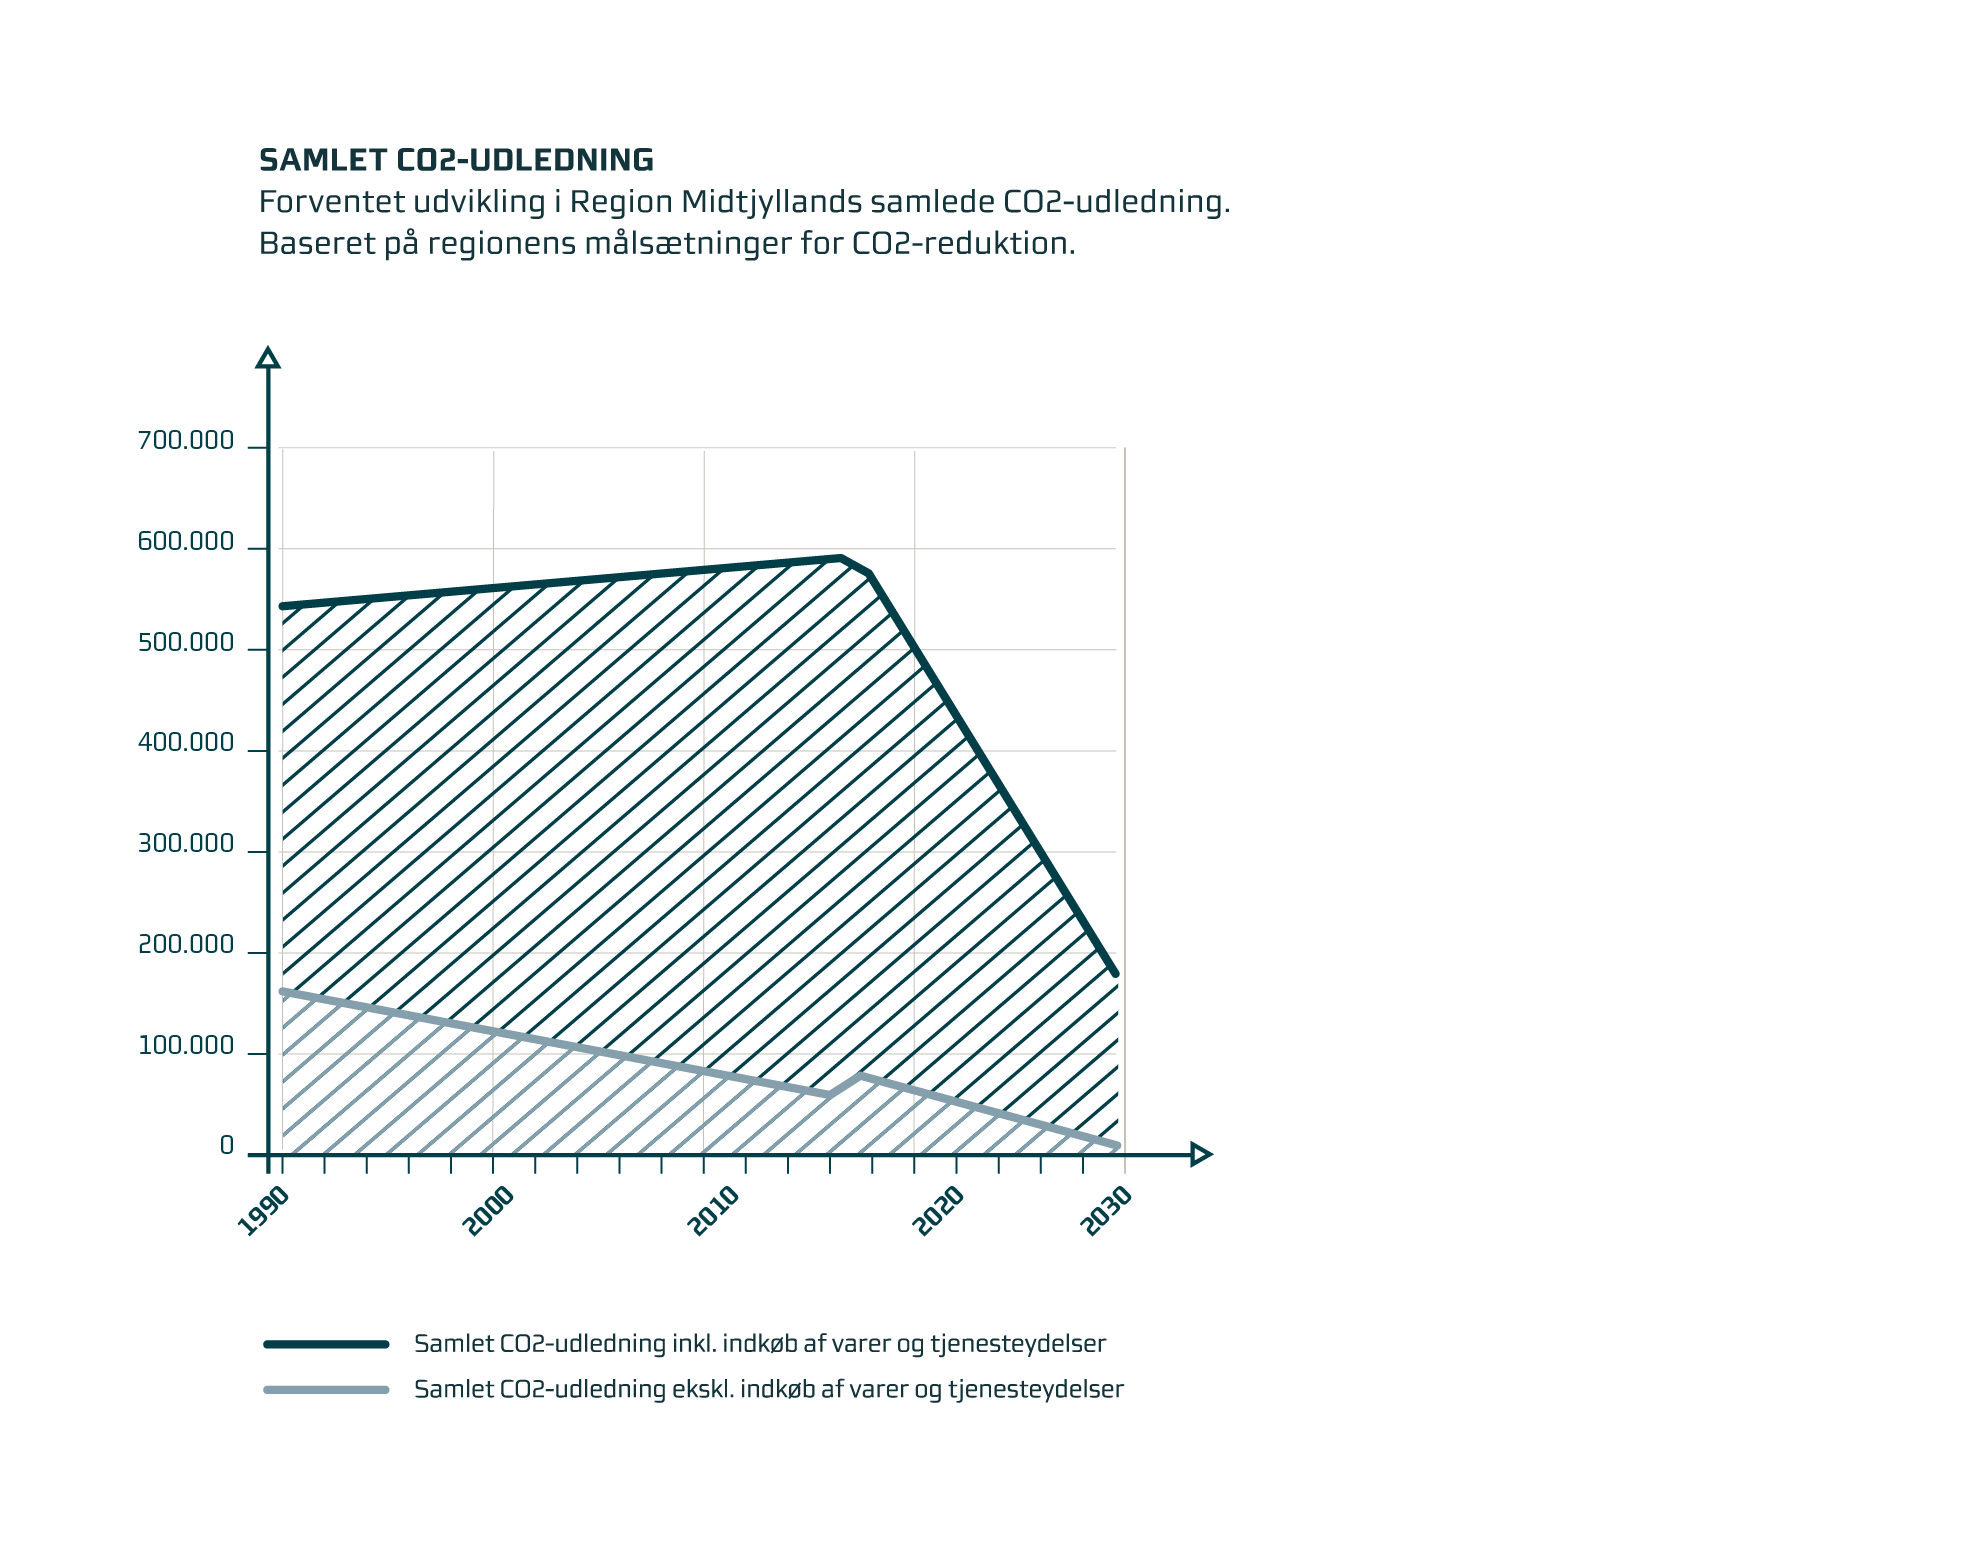 SAMLET CO2-UDLEDNING
Forventet udvikling i Region Midtjyllands samlede CO2-udledning.
Baseret på regionens målsætninger for CO2-reduktion.
700.000
600.000
500.000
400.000
300.000
200.000
100.000
0
1990
2000
2010
2020
2030
Samlet CO2-udledning inkl. indkøb af varer og tjenesteydelser
Samlet CO2-udledning ekskl. indkøb af varer og tjenesteydelser